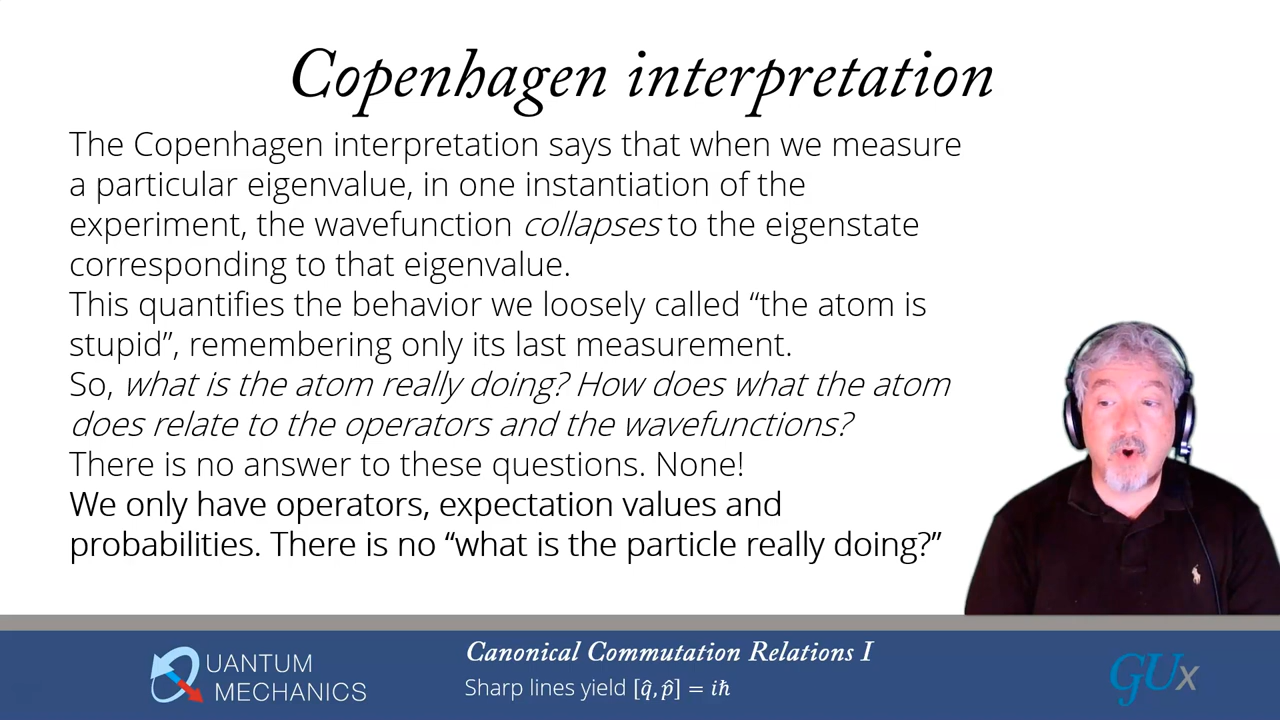 Copenhagen interpretation
The Copenhagen interpretation says that when we measure
a particular eigenvalue, in one instantiation of the
experiment, the wavefunction collapses to the eigenstate
corresponding to that eigenvalue.
This quantifies the behavior we loosely called “the atom is
stupid”, remembering only its last measurement.
So, what is the atom really doing? How does what the atom
does relate to the operators and the wavefunctions?
There is no answer to these questions. None!
We only have operators, expectation values and
probabilities. There is no “what is the particle really doing?”
QUANTUM
MECHANICS
Canonical Commutation Relations I
Sharp lines yield [q̂, p̂] = iħ
GUx